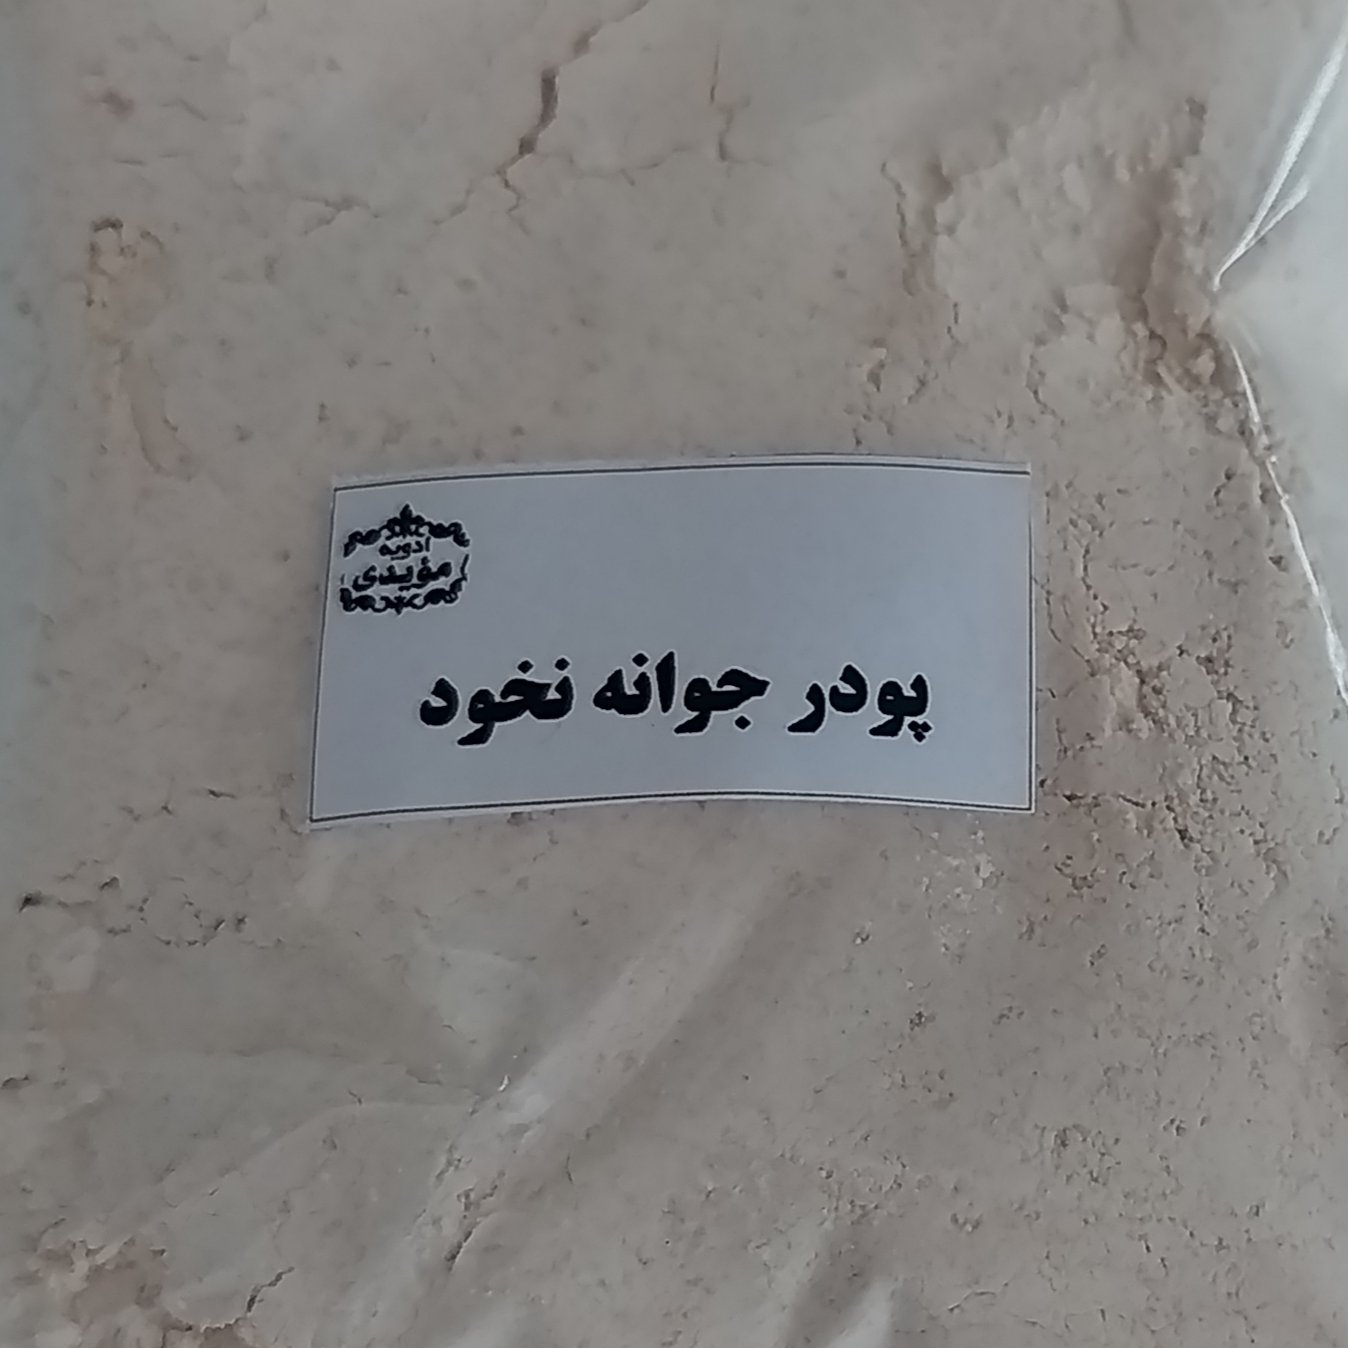 ادویه
مؤیدی
پودر جوانه نخود